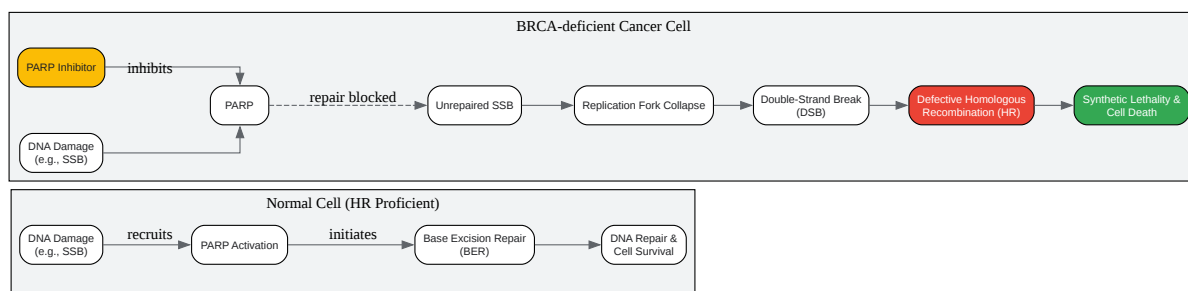 BRCA-deficient Cancer Cell
PARP Inhibitor
inhibits
PARP
repair blocked
Unrepaired SSB
Replication Fork Collapse
Double-Strand Break
(DSB)
Defective Homologous
Recombination (HR)
Synthetic Lethality &
Cell Death
DNA Damage
(e.g., SSB)
Normal Cell (HR Proficient)
DNA Damage
(e.g., SSB)
recruits
PARP Activation
initiates
Base Excision Repair
(BER)
DNA Repair &
Cell Survival